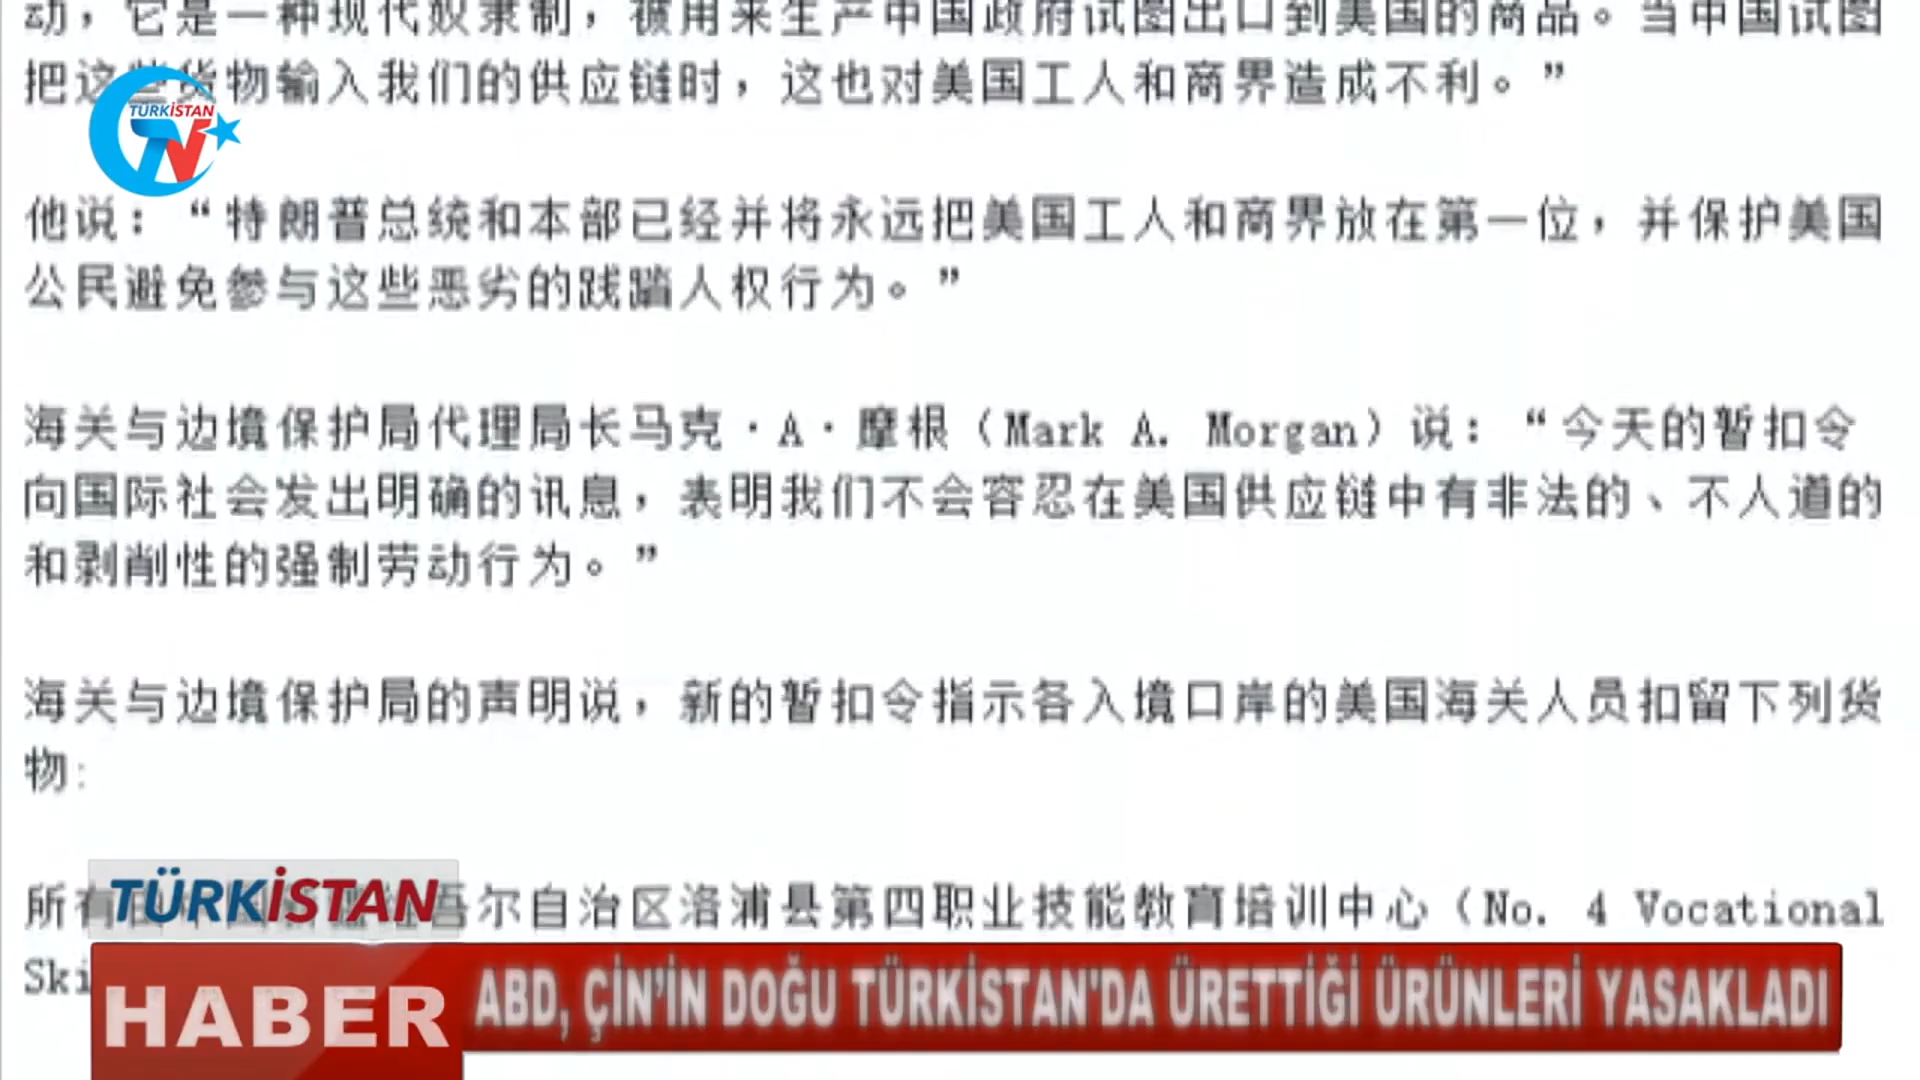 动，它是一种现代奴隶制，被用来生产中国政府试图出口到美国的商品。当中国试图
把这些货物输入我们的供应链时，这也对美国工人和商界造成不利。”
TÜRKİSTAN
TV
他说：“特朗普总统和本部已经并将永远把美国工人和商界放在第一位，并保护美国
公民避免参与这些恶劣的践踏人权行为。”
海关与边境保护局代理局长马克·A·摩根（Mark A. Morgan）说：“今天的暂扣令
向国际社会发出明确的讯息，表明我们不会容忍在美国供应链中有非法的、不人道的
和剥削性的强制劳动行为。”
海关与边境保护局的声明说，新的暂扣令指示各入境口岸的美国海关人员扣留下列货
物：
所有 吾尔自治区洛浦县第四职业技能教育培训中心（No. 4 Vocational
Ski
TÜRKİSTAN
HABER
ABD, ÇİN'İN DOĞU TÜRKİSTAN'DA ÜRETTİĞİ ÜRÜNLERİ YASAKLADI